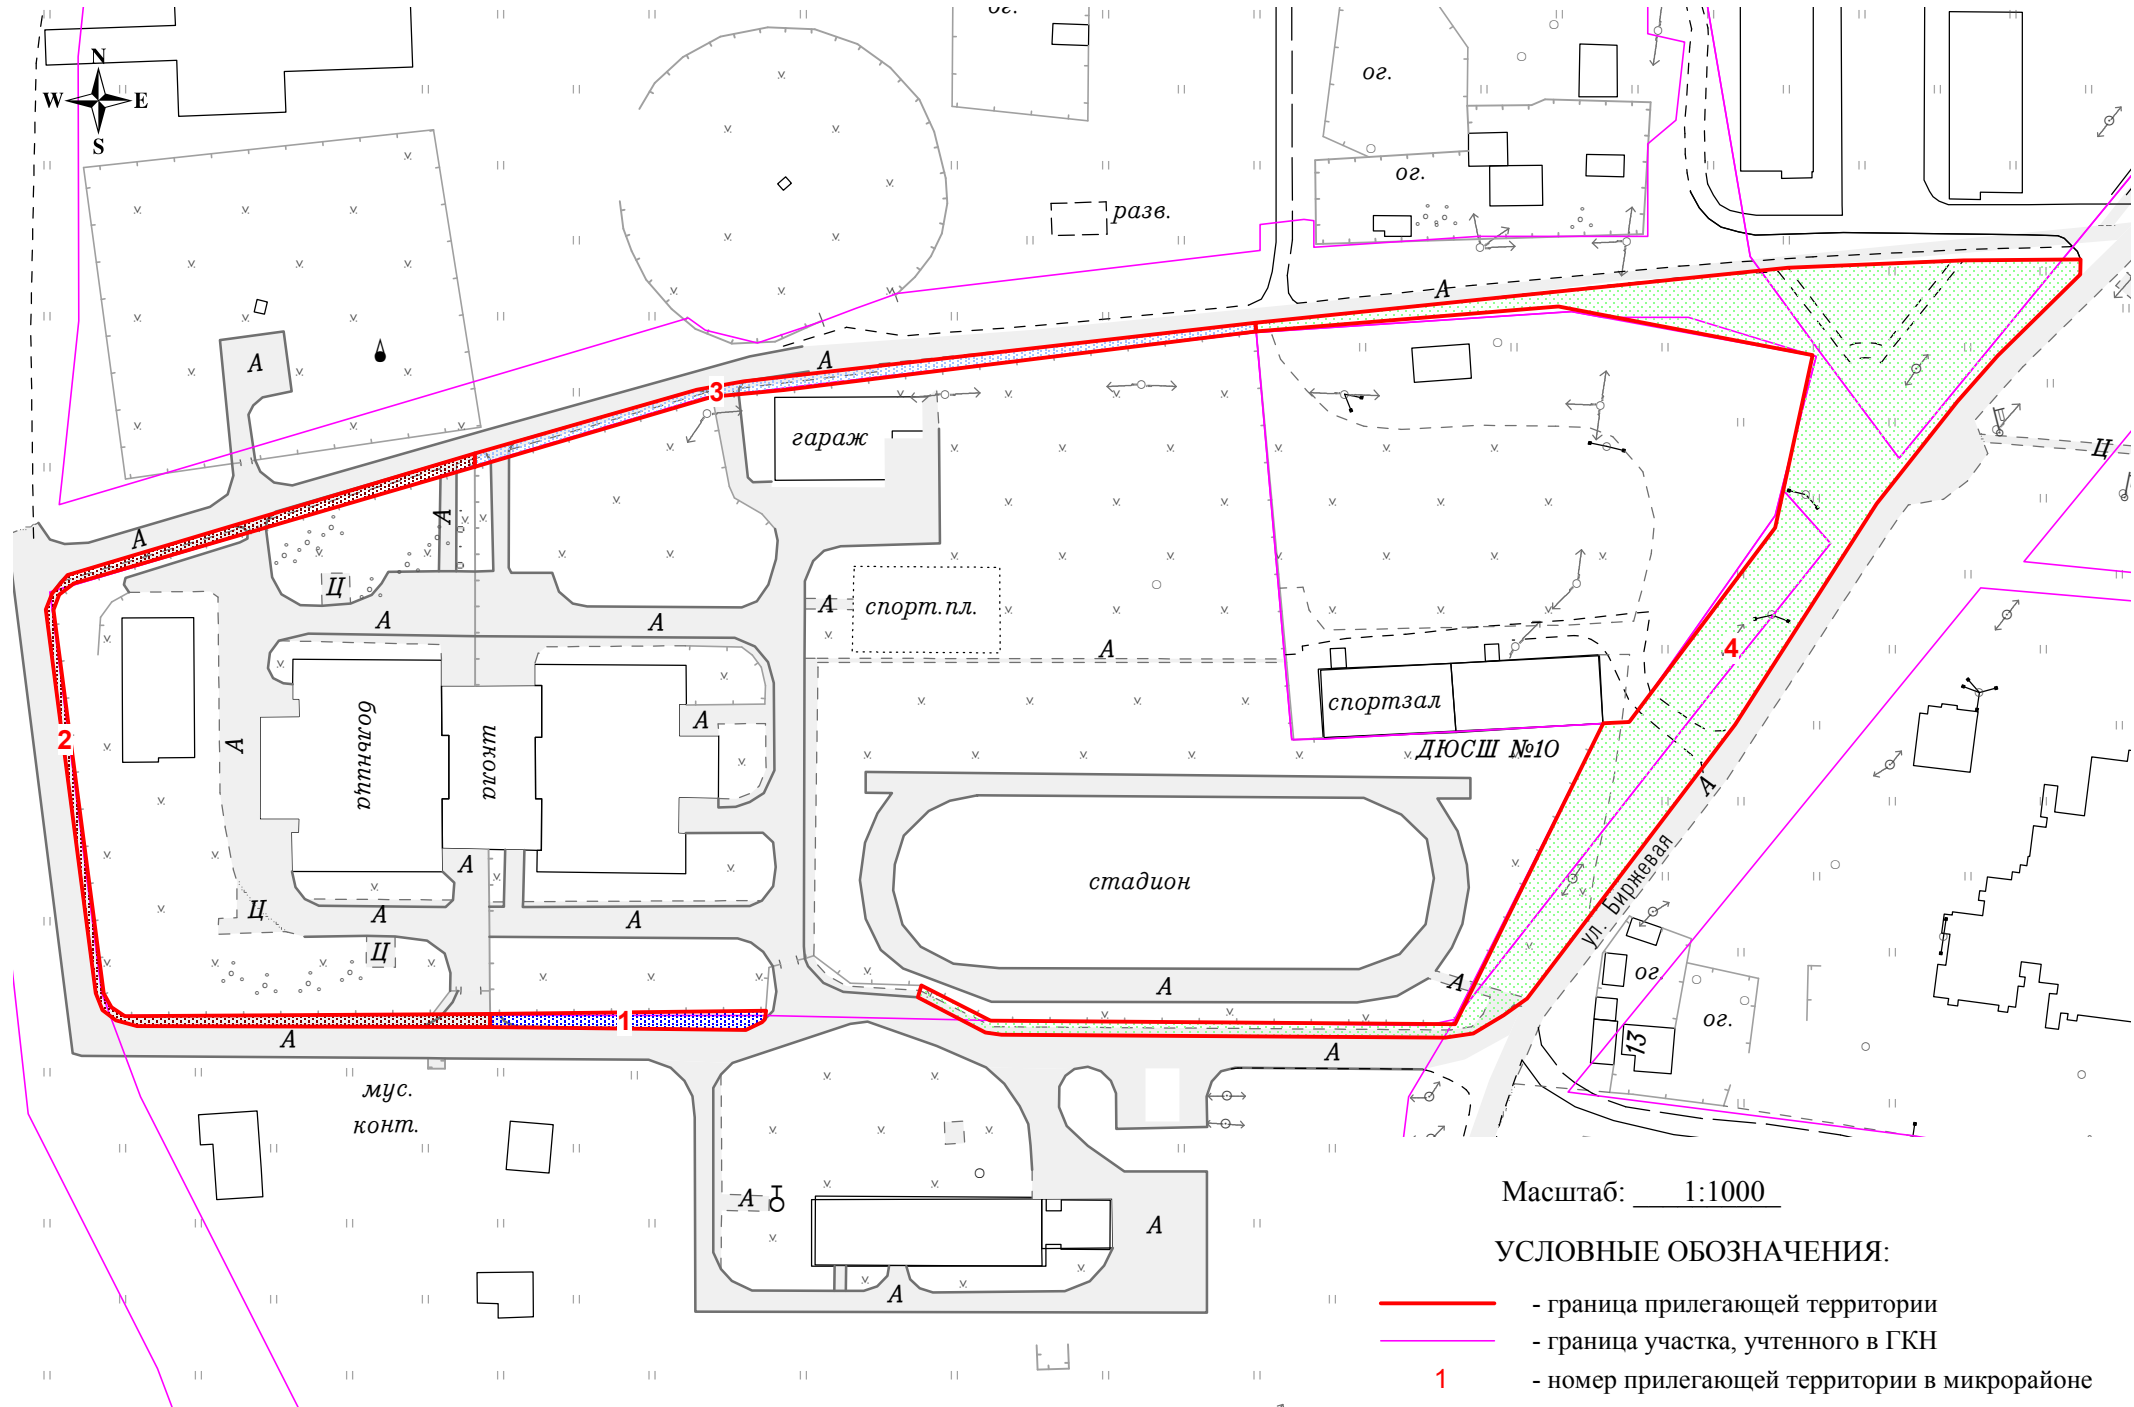 ог.
N
W E
S
ог.
ог.
разв.
А
А
А
3
гараж
Ц
А
А
Ц
А
спорт.пл.
А
А
А
4
2
А
больница
школа
А
спортзал
ДЮСШ №10
А
ул. Биржевая
А
стадион
Ц
А
А
Ц
ог.
А
А
ог.
1
13
А
А
мус.
конт.
А
А
А
Масштаб: 1:1000
УСЛОВНЫЕ ОБОЗНАЧЕНИЯ:
- граница прилегающей территории
- граница участка, учтенного в ГКН
1 - номер прилегающей территории в микрорайоне